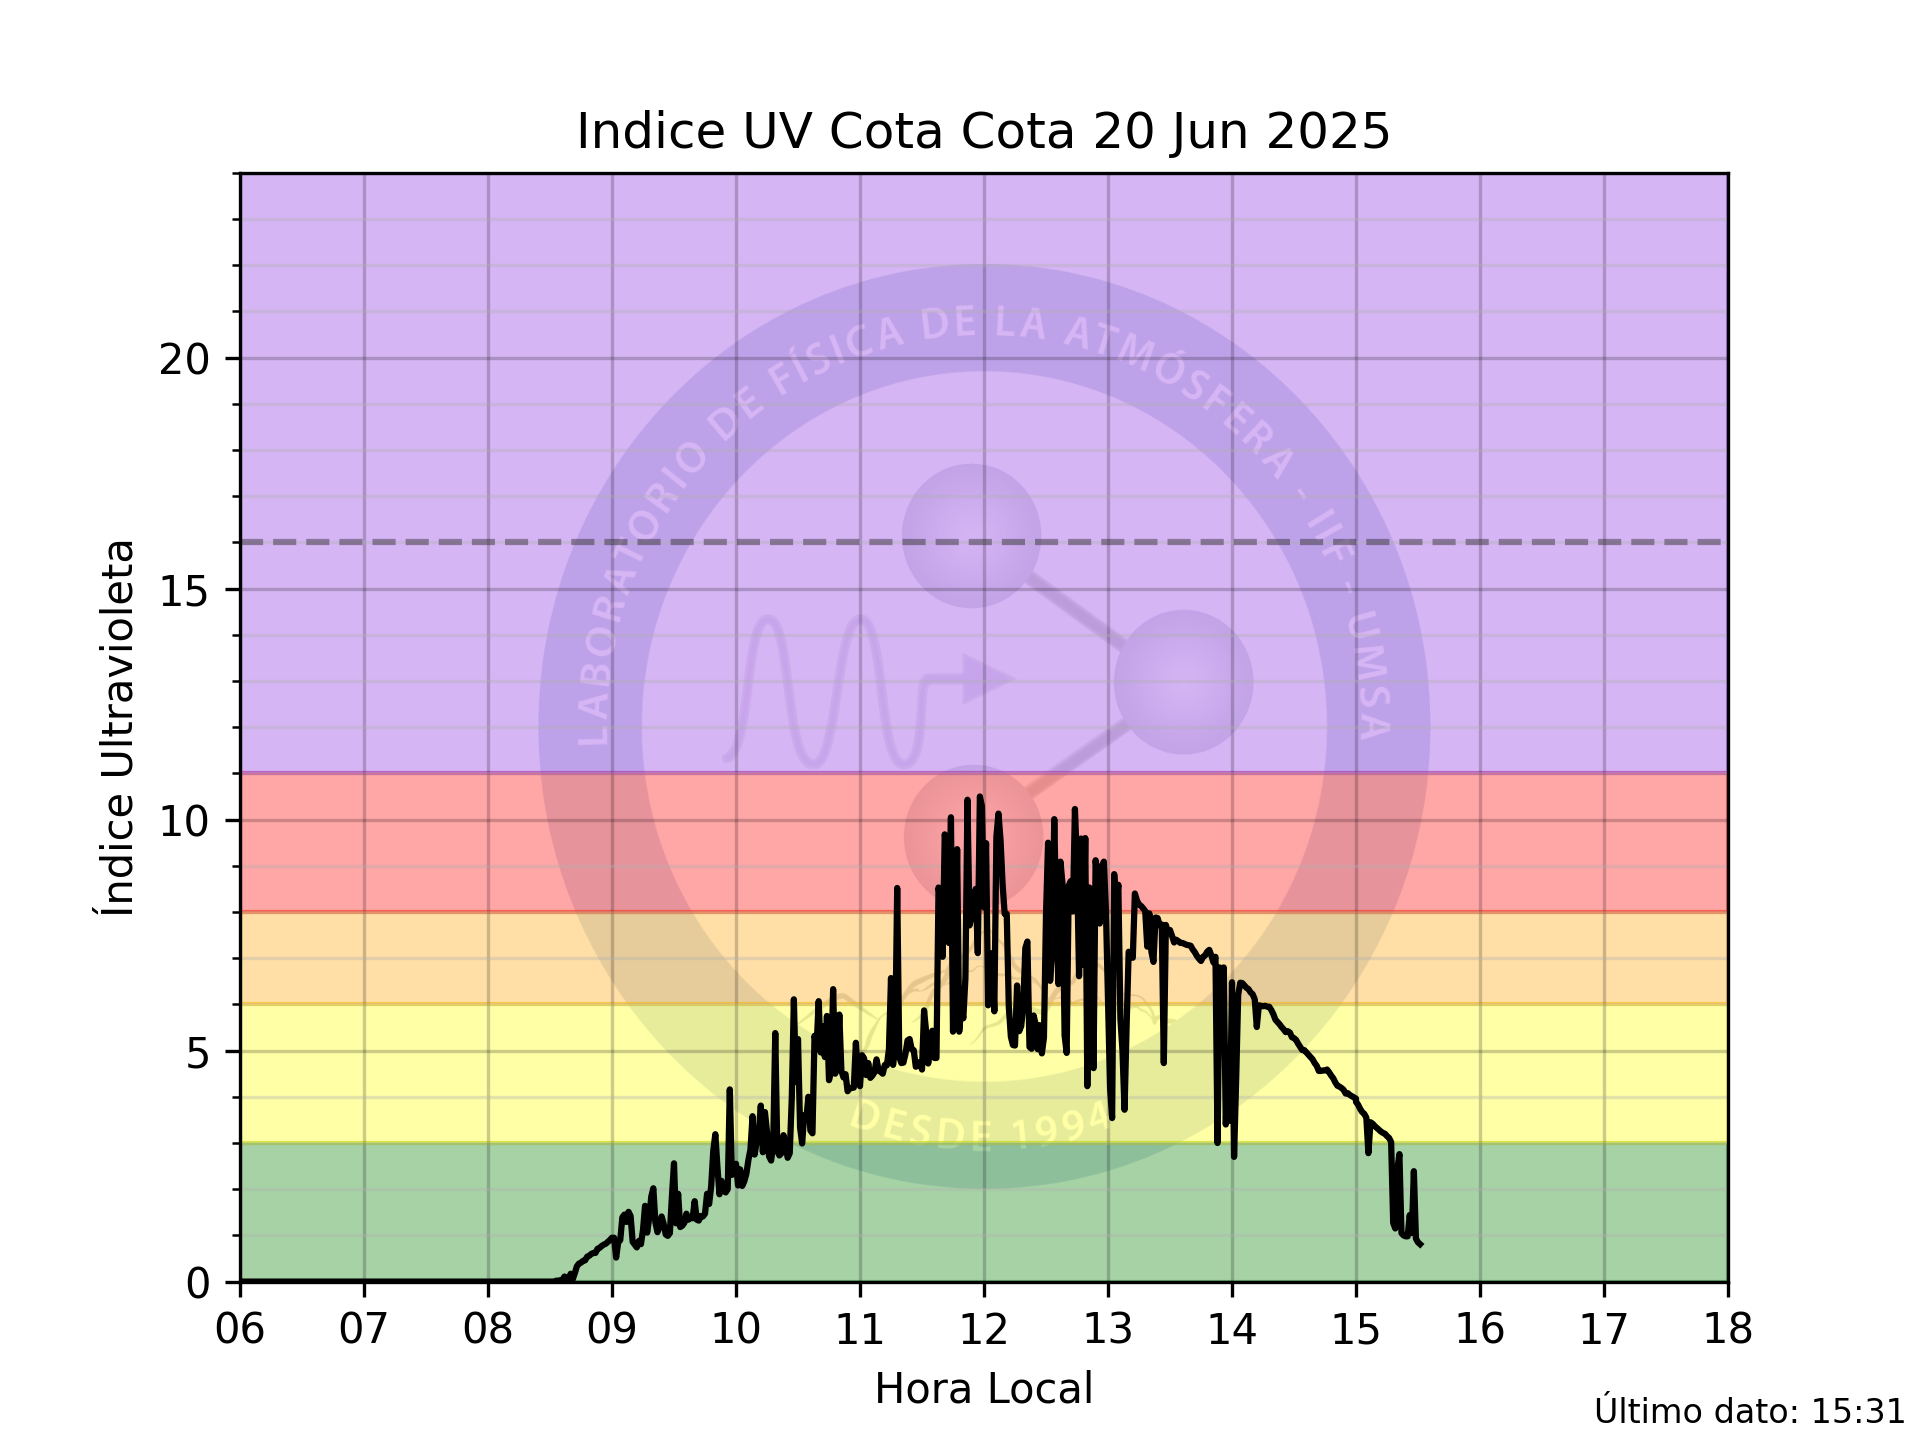 Indice UV Cota Cota 20 Jun 2025
LABORATORIO DE FÍSICA DE LA ATMÓSFERA - IIF - UMSA
DESDE 1994
Índice Ultravioleta
20
15
10
5
0
06 07 08 09 10 11 12 13 14 15 16 17 18
Hora Local
Último dato: 15:31